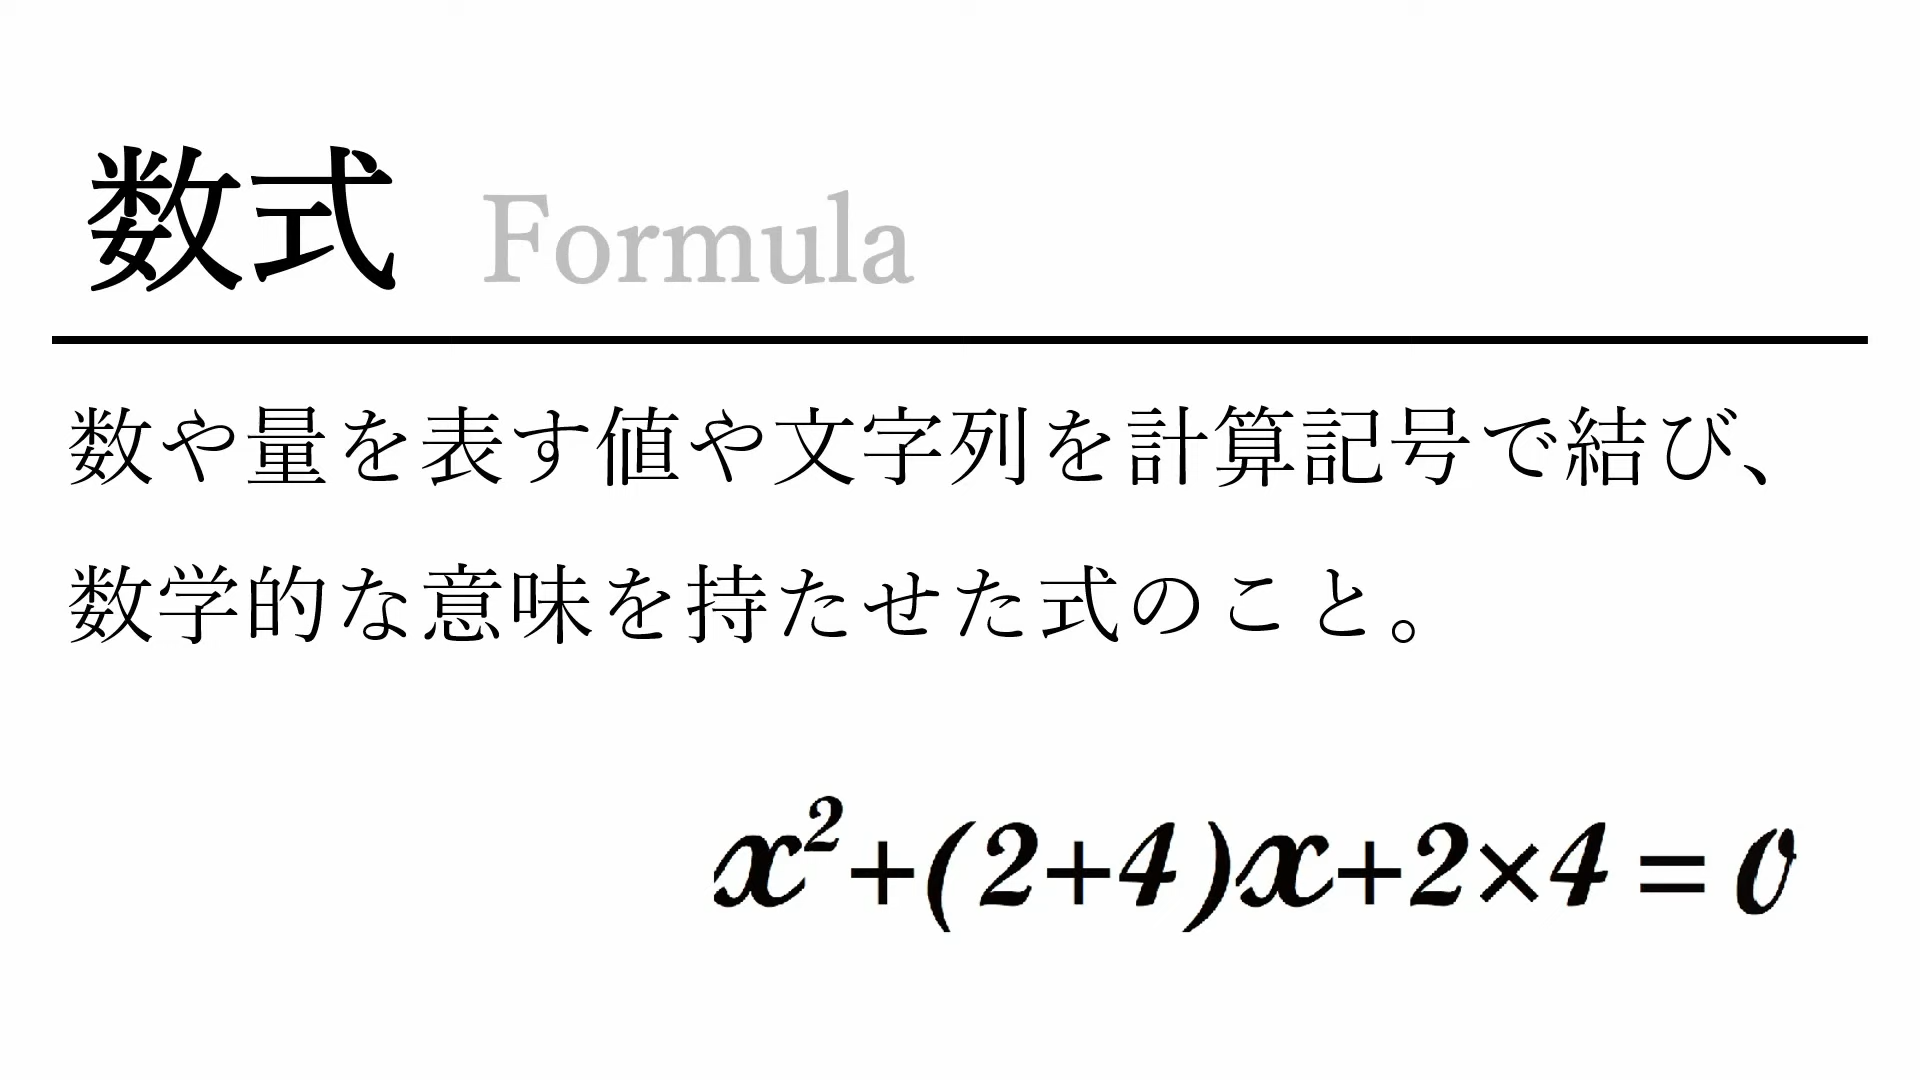 数式 Formula
数や量を表す値や文字列を計算記号で結び、
数学的な意味を持たせた式のこと。
x²+(2+4)x+2×4=0